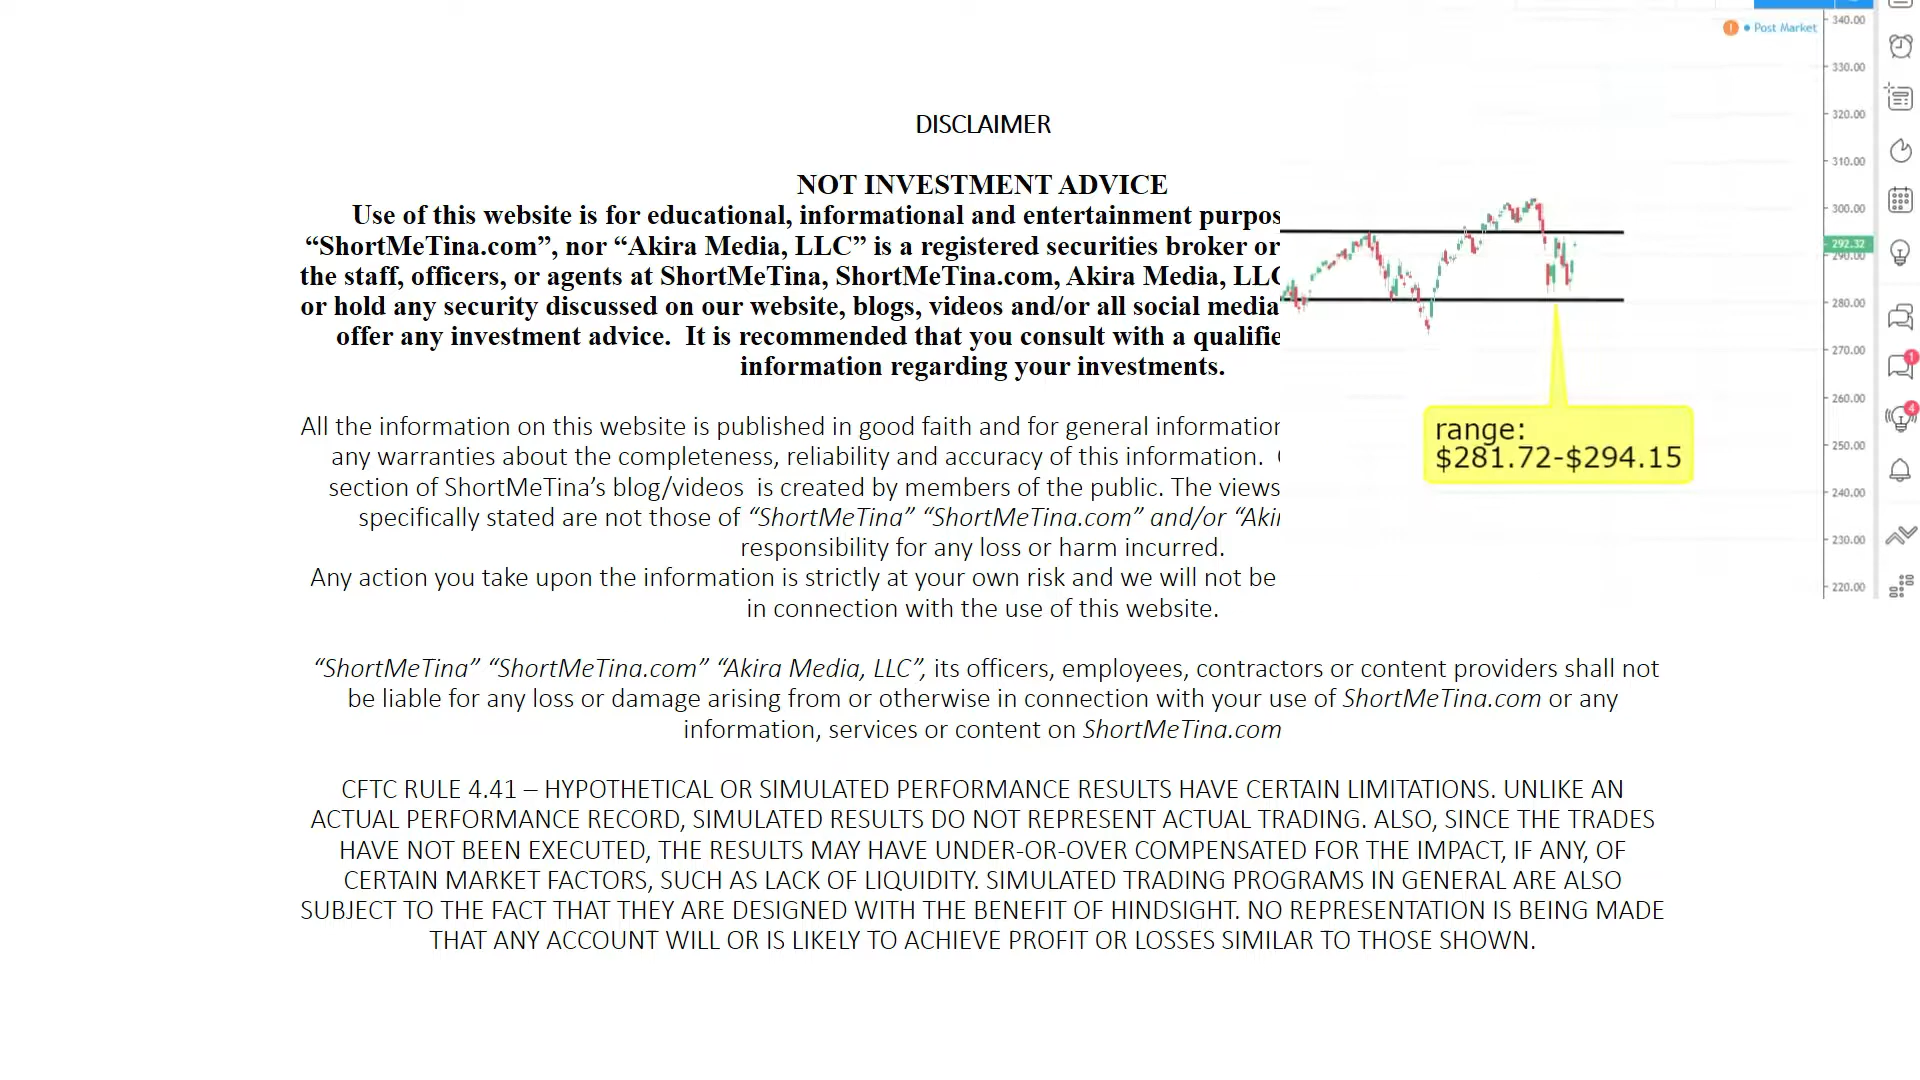 DISCLAIMER
NOT INVESTMENT ADVICE
Use of this website is for educational, informational and entertainment
“ShortMeTina.com”, nor “Akira Media, LLC” is a registered securities broker or
the staff, officers, or agents at ShortMeTina, ShortMeTina.com, Akira Media,
or hold any security discussed on our website, blogs, videos and/or all social media
offer any investment advice. It is recommended that you consult with a
information regarding your investments.
All the information on this website is published in good faith and for general
any warranties about the completeness, reliability and accuracy of this information.
section of ShortMeTina’s blog/videos is created by members of the public. The views
specifically stated are not those of “ShortMeTina” “ShortMeTina.com” and/or
responsibility for any loss or harm incurred.
Any action you take upon the information is strictly at your own risk and we will not be
in connection with the use of this website.
“ShortMeTina” “ShortMeTina.com” “Akira Media, LLC”, its officers, employees, contractors or content providers shall not
be liable for any loss or damage arising from or otherwise in connection with your use of ShortMeTina.com or any
information, services or content on ShortMeTina.com
CFTC RULE 4.41 – HYPOTHETICAL OR SIMULATED PERFORMANCE RESULTS HAVE CERTAIN LIMITATIONS. UNLIKE AN
ACTUAL PERFORMANCE RECORD, SIMULATED RESULTS DO NOT REPRESENT ACTUAL TRADING. ALSO, SINCE THE TRADES
HAVE NOT BEEN EXECUTED, THE RESULTS MAY HAVE UNDER-OR-OVER COMPENSATED FOR THE IMPACT, IF ANY, OF
CERTAIN MARKET FACTORS, SUCH AS LACK OF LIQUIDITY. SIMULATED TRADING PROGRAMS IN GENERAL ARE ALSO
SUBJECT TO THE FACT THAT THEY ARE DESIGNED WITH THE BENEFIT OF HINDSIGHT. NO REPRESENTATION IS BEING MADE
THAT ANY ACCOUNT WILL OR IS LIKELY TO ACHIEVE PROFIT OR LOSSES SIMILAR TO THOSE SHOWN.
Post Market
range:
$281.72-$294.15
340.00
330.00
320.00
310.00
300.00
292.32
290.00
280.00
270.00
260.00
250.00
240.00
230.00
220.00
1
4